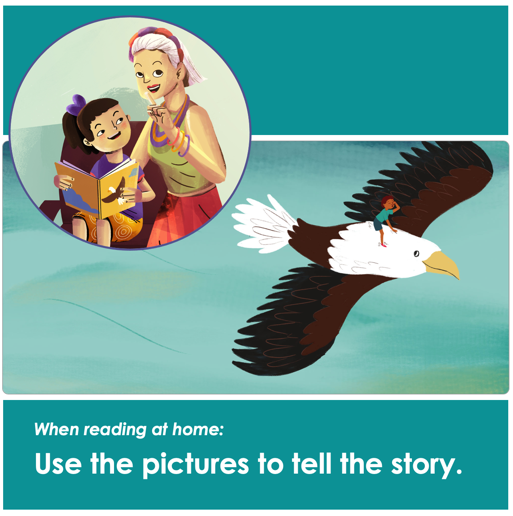 When reading at home:
Use the pictures to tell the story.